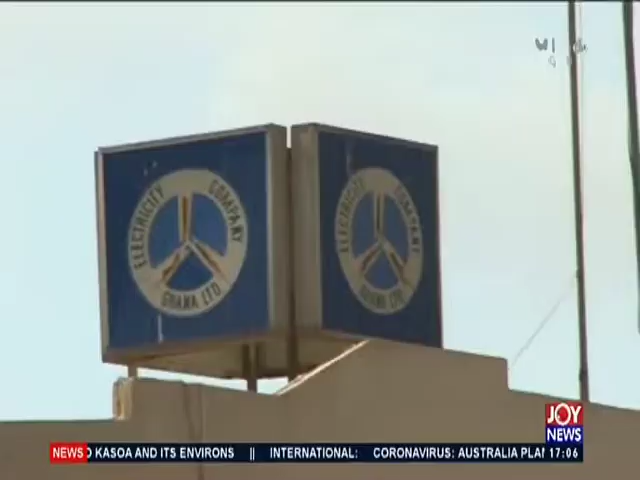 ELECTRICITY COMPANY
GHANA LTD
ELECTRICITY COMPANY
GHANA LTD
JOY
NEWS
NEWS D KASOA AND ITS ENVIRONS || INTERNATIONAL: CORONAVIRUS: AUSTRALIA PLAN 17:06